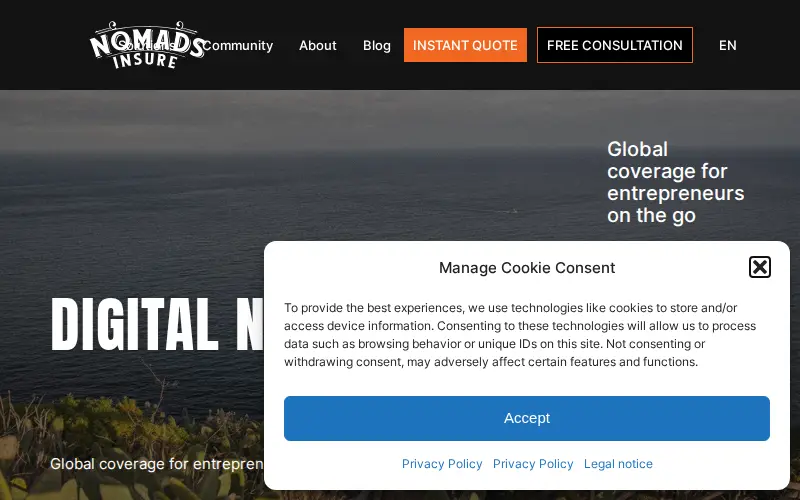 NOMADS
INSURE
Solutions
Community
About
Blog
INSTANT QUOTE
FREE CONSULTATION
EN
Global
coverage for
entrepreneurs
on the go
Manage Cookie Consent
To provide the best experiences, we use technologies like cookies to store and/or
access device information. Consenting to these technologies will allow us to process
data such as browsing behavior or unique IDs on this site. Not consenting or
withdrawing consent, may adversely affect certain features and functions.
Accept
Privacy Policy Privacy Policy Legal notice
DIGITAL N
Global coverage for entrepren